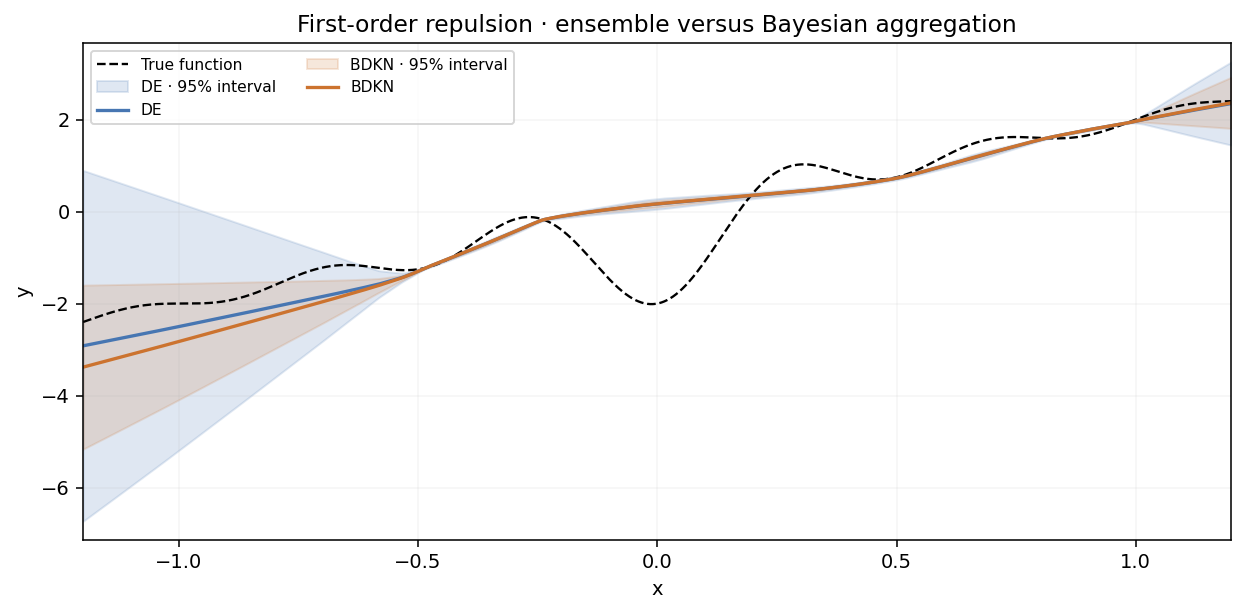 First-order repulsion · ensemble versus Bayesian aggregation
True function
DE · 95% interval
DE
BDKN · 95% interval
BDKN
y
2
0
−2
−4
−6
−1.0
−0.5
0.0
0.5
1.0
x